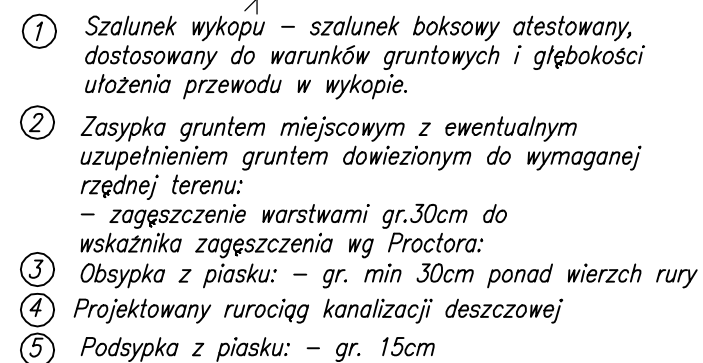 1 Szalunek wykopu – szalunek boksowy atestowany,
dostosowany do warunków gruntowych i głębokości
ułożenia przewodu w wykopie.
2 Zasypka gruntem miejscowym z ewentualnym
uzupełnieniem gruntem dowiezionym do wymaganej
rzędnej terenu:
– zagęszczenie warstwami gr.30cm do
wskaźnika zagęszczenia wg Proctora:
3 Obsypka z piasku: – gr. min 30cm ponad wierzch rury
4 Projektowany rurociąg kanalizacji deszczowej
5 Podsypka z piasku: – gr. 15cm